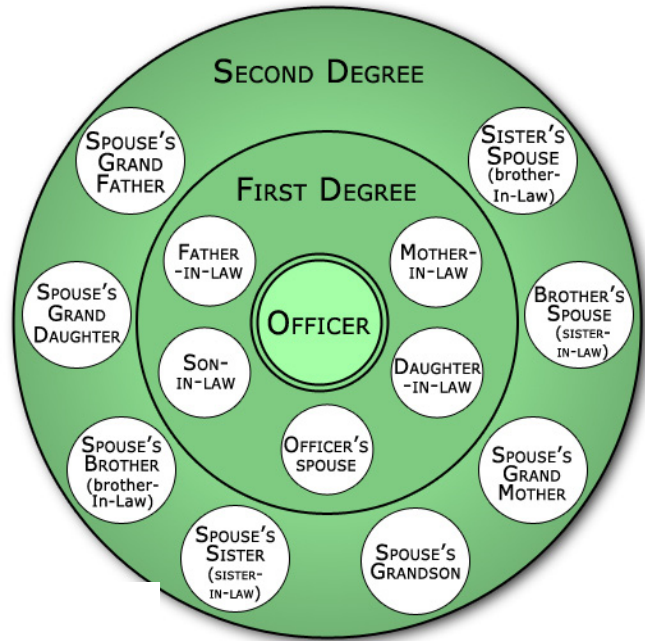 SECOND DEGREE
SPOUSE'S
GRAND
FATHER
SISTER'S
SPOUSE
(brother-
In-Law)
FIRST DEGREE
FATHER
-IN-LAW
MOTHER-
IN-LAW
SPOUSE'S
GRAND
DAUGHTER
OFFICER
BROTHER'S
SPOUSE
(SISTER-
IN-LAW)
SON-
IN-LAW
DAUGHTER
-IN-LAW
OFFICER'S
SPOUSE
SPOUSE'S
BROTHER
(brother-
In-Law)
SPOUSE'S
GRAND
MOTHER
SPOUSE'S
SISTER
(SISTER-
IN-LAW)
SPOUSE'S
GRANDSON